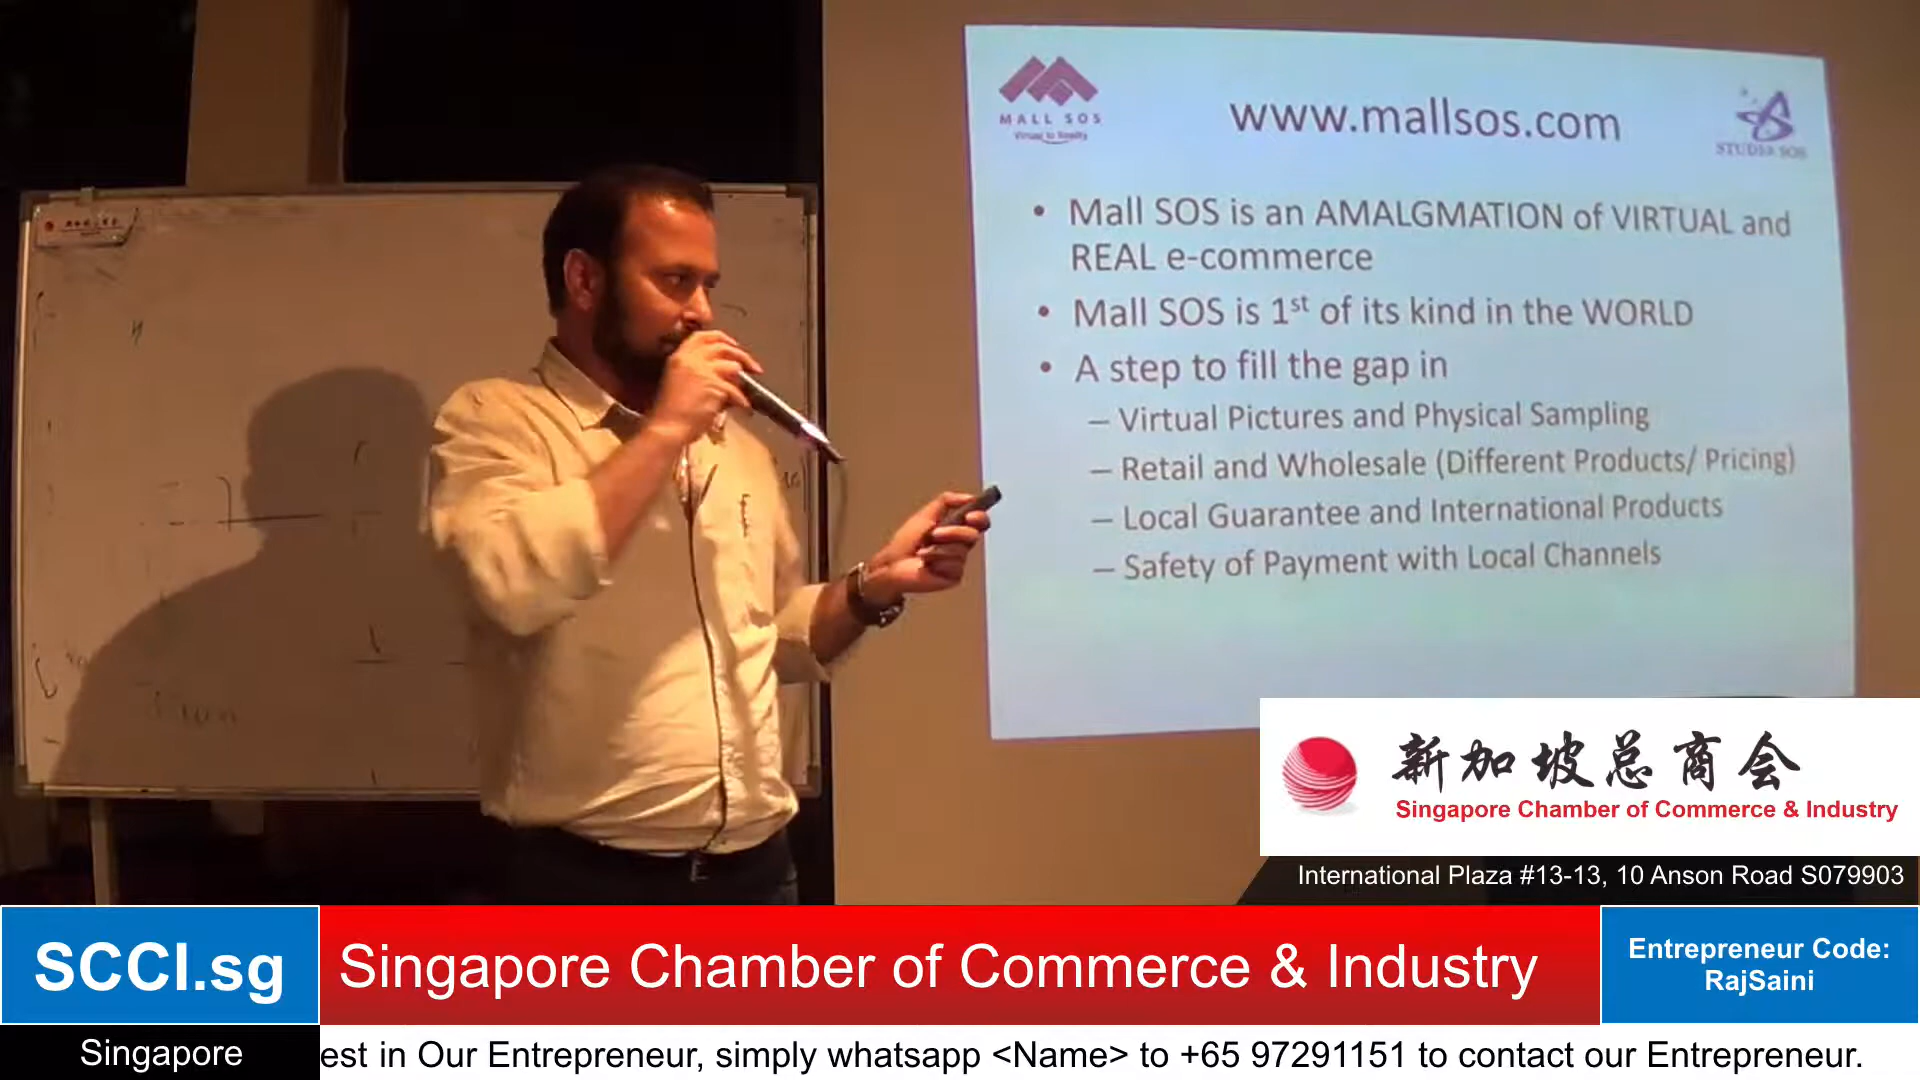 MALL SOS
Virtual to Reality
www.mallsos.com
STUDIA SOS
• Mall SOS is an AMALGMATION of VIRTUAL and
REAL e-commerce
• Mall SOS is 1st of its kind in the WORLD
• A step to fill the gap in
– Virtual Pictures and Physical Sampling
– Retail and Wholesale (Different Products/ Pricing)
– Local Guarantee and International Products
– Safety of Payment with Local Channels
新加坡总商会
Singapore Chamber of Commerce & Industry
International Plaza #13-13, 10 Anson Road S079903
SCCI.sg
Singapore Chamber of Commerce & Industry
Entrepreneur Code:
RajSaini
Singapore
est in Our Entrepreneur, simply whatsapp <Name> to +65 97291151 to contact our Entrepreneur.